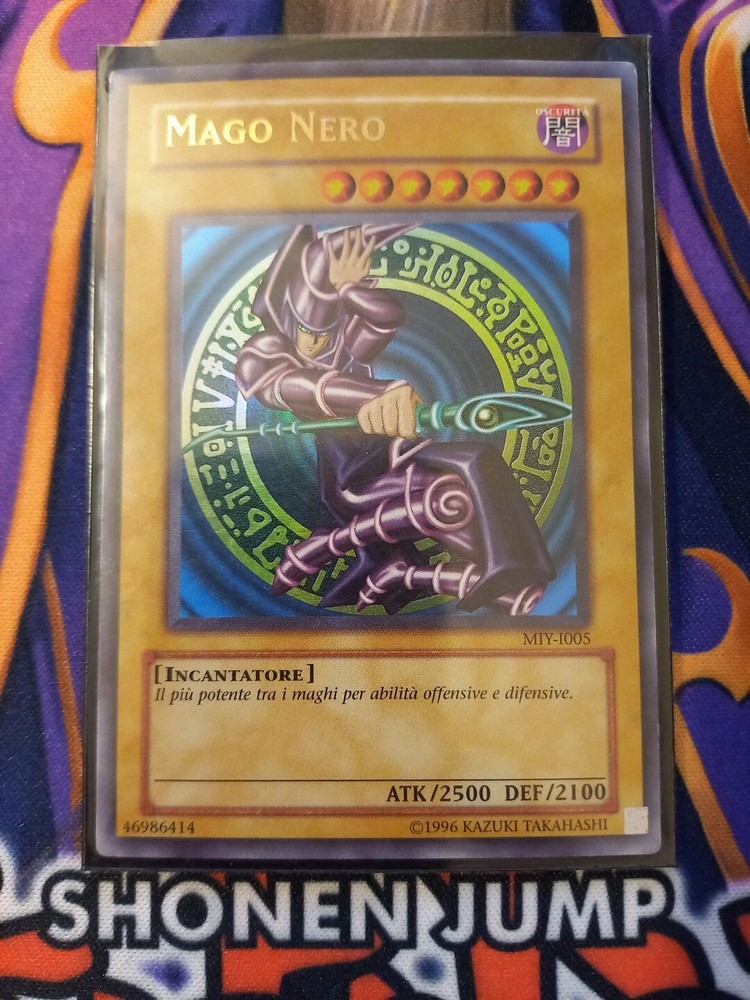 MAGO NERO
OSCURITÀ
闇
MIY-I005
[INCANTATORE]
Il più potente tra i maghi per abilità offensive e difensive.
ATK/2500 DEF/2100
46986414
©1996 KAZUKI TAKAHASHI
SHONEN JUMP